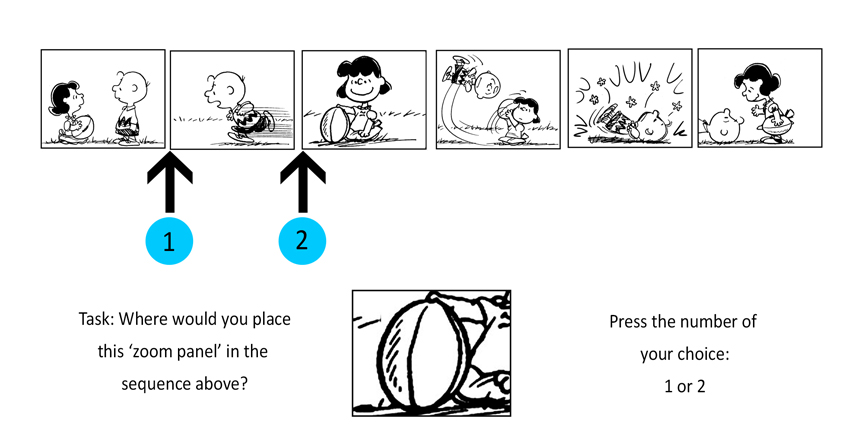 1
2
Task: Where would you place
this ‘zoom panel’ in the
sequence above?
Press the number of
your choice:
1 or 2